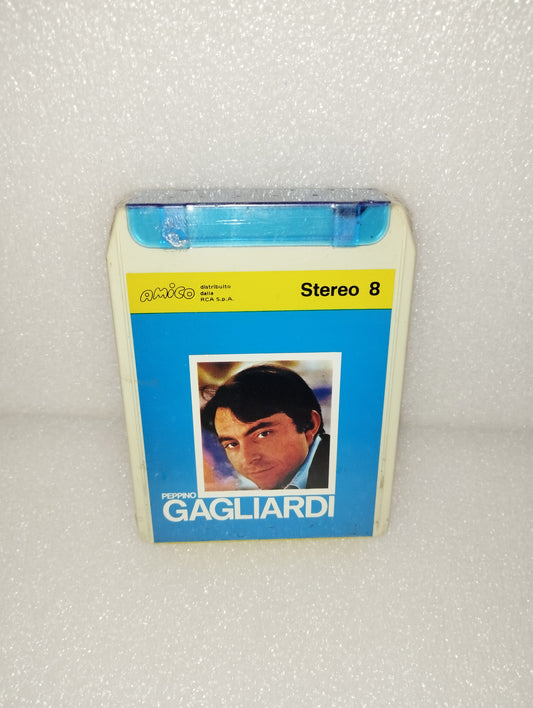 amico
distribuito
dalla
RCA S.p.A.
Stereo 8
PEPPINO
GAGLIARDI